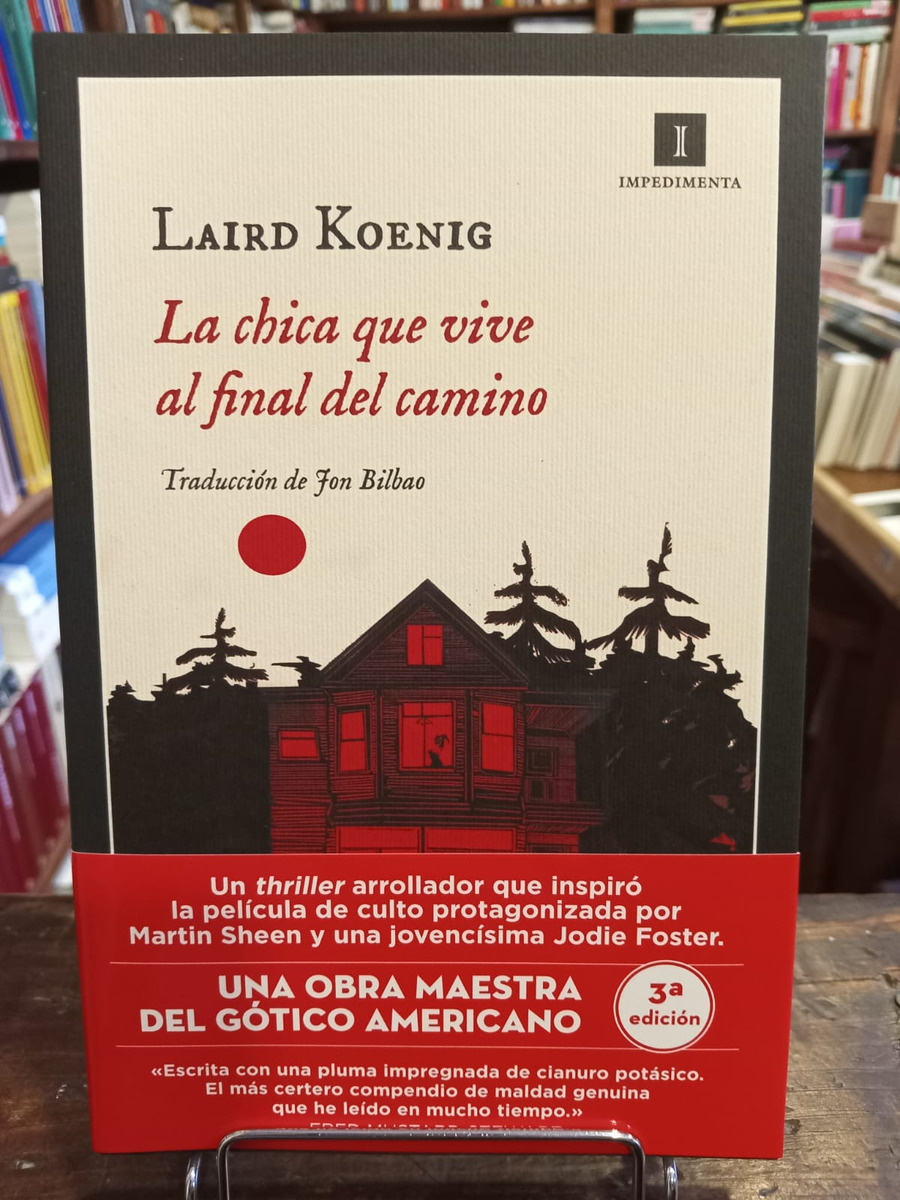 I
IMPEDIMENTA
Laird Koenig
La chica que vive
al final del camino
Traducción de Jon Bilbao
Un thriller arrollador que inspiró
la película de culto protagonizada por
Martin Sheen y una jovencísima Jodie Foster.
UNA OBRA MAESTRA
DEL GÓTICO AMERICANO
3ª
edición
«Escrita con una pluma impregnada de cianuro potásico.
El más certero compendio de maldad genuina
que he leído en mucho tiempo.»
FRED MUSTARD STEWART